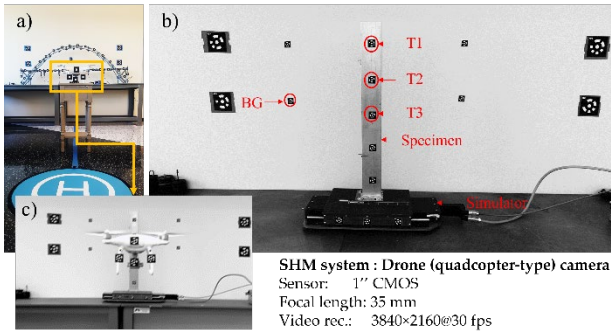 a)
b)
T1
T2
BG
T3
Specimen
Simulator
H
c)
SHM system : Drone (quadcopter-type) camera
Sensor: 1’’ CMOS
Focal length: 35 mm
Video rec.: 3840×2160@30 fps